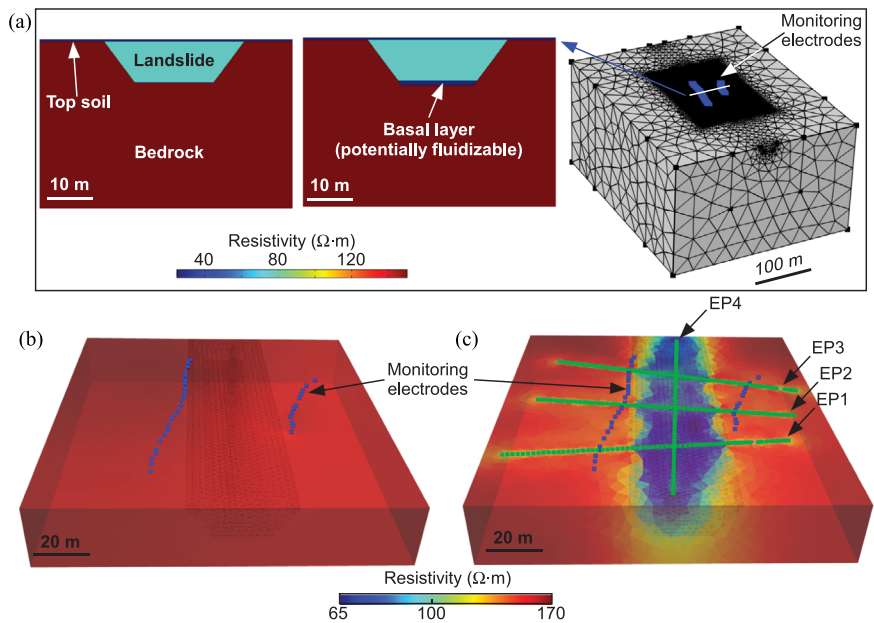 (a)
Landslide
Top soil
Bedrock
10 m
Basal layer
(potentially fluidizable)
10 m
Monitoring
electrodes
100 m
Resistivity (Ω·m)
40 80 120
(b)
Monitoring
electrodes
20 m
(c)
EP4
EP3
EP2
EP1
20 m
Resistivity (Ω·m)
65 100 170